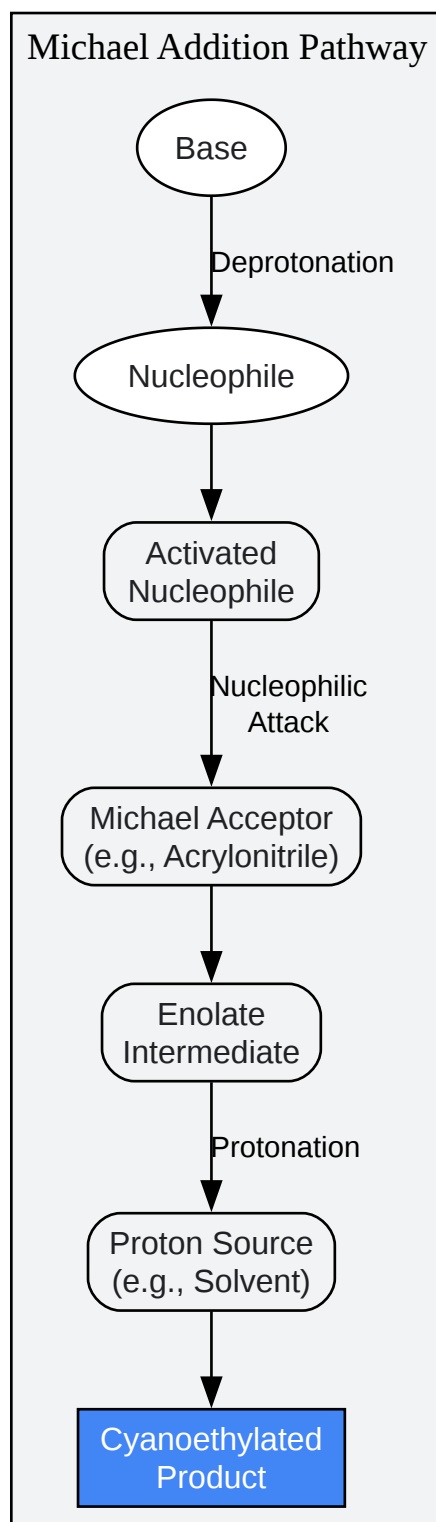 Michael Addition Pathway
Base
Deprotonation
Nucleophile
Activated
Nucleophile
Nucleophilic
Attack
Michael Acceptor
(e.g., Acrylonitrile)
Enolate
Intermediate
Protonation
Proton Source
(e.g., Solvent)
Cyanoethylated
Product